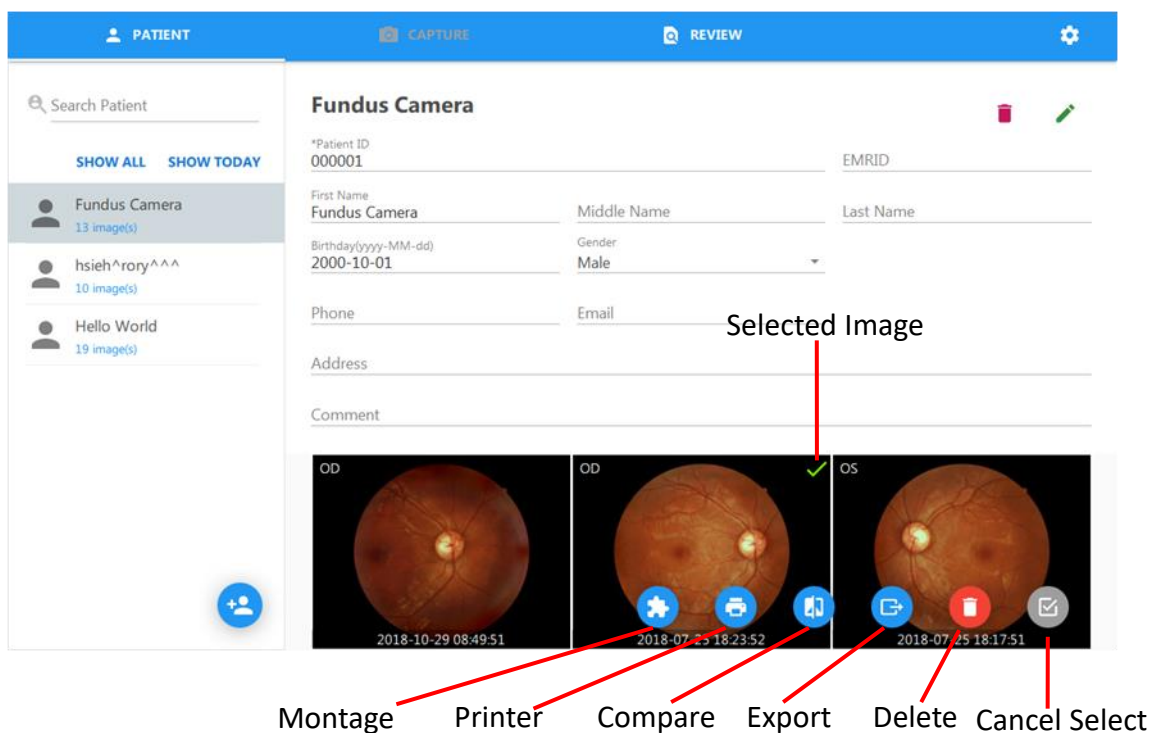 PATIENT
CAPTURE
REVIEW
Search Patient
SHOW ALL SHOW TODAY
Fundus Camera
13 image(s)
hsieh^rory^^^
10 image(s)
Hello World
19 image(s)
Fundus Camera
*Patient ID
000001
EMRID
First Name
Fundus Camera
Middle Name
Last Name
Birthday(yyyy-MM-dd)
2000-10-01
Gender
Male
Phone
Email
Selected Image
Address
Comment
OD
2018-10-29 08:49:51
OD
2018-07-25 18:23:52
OS
2018-07-25 18:17:51
Montage Printer Compare Export Delete Cancel Select